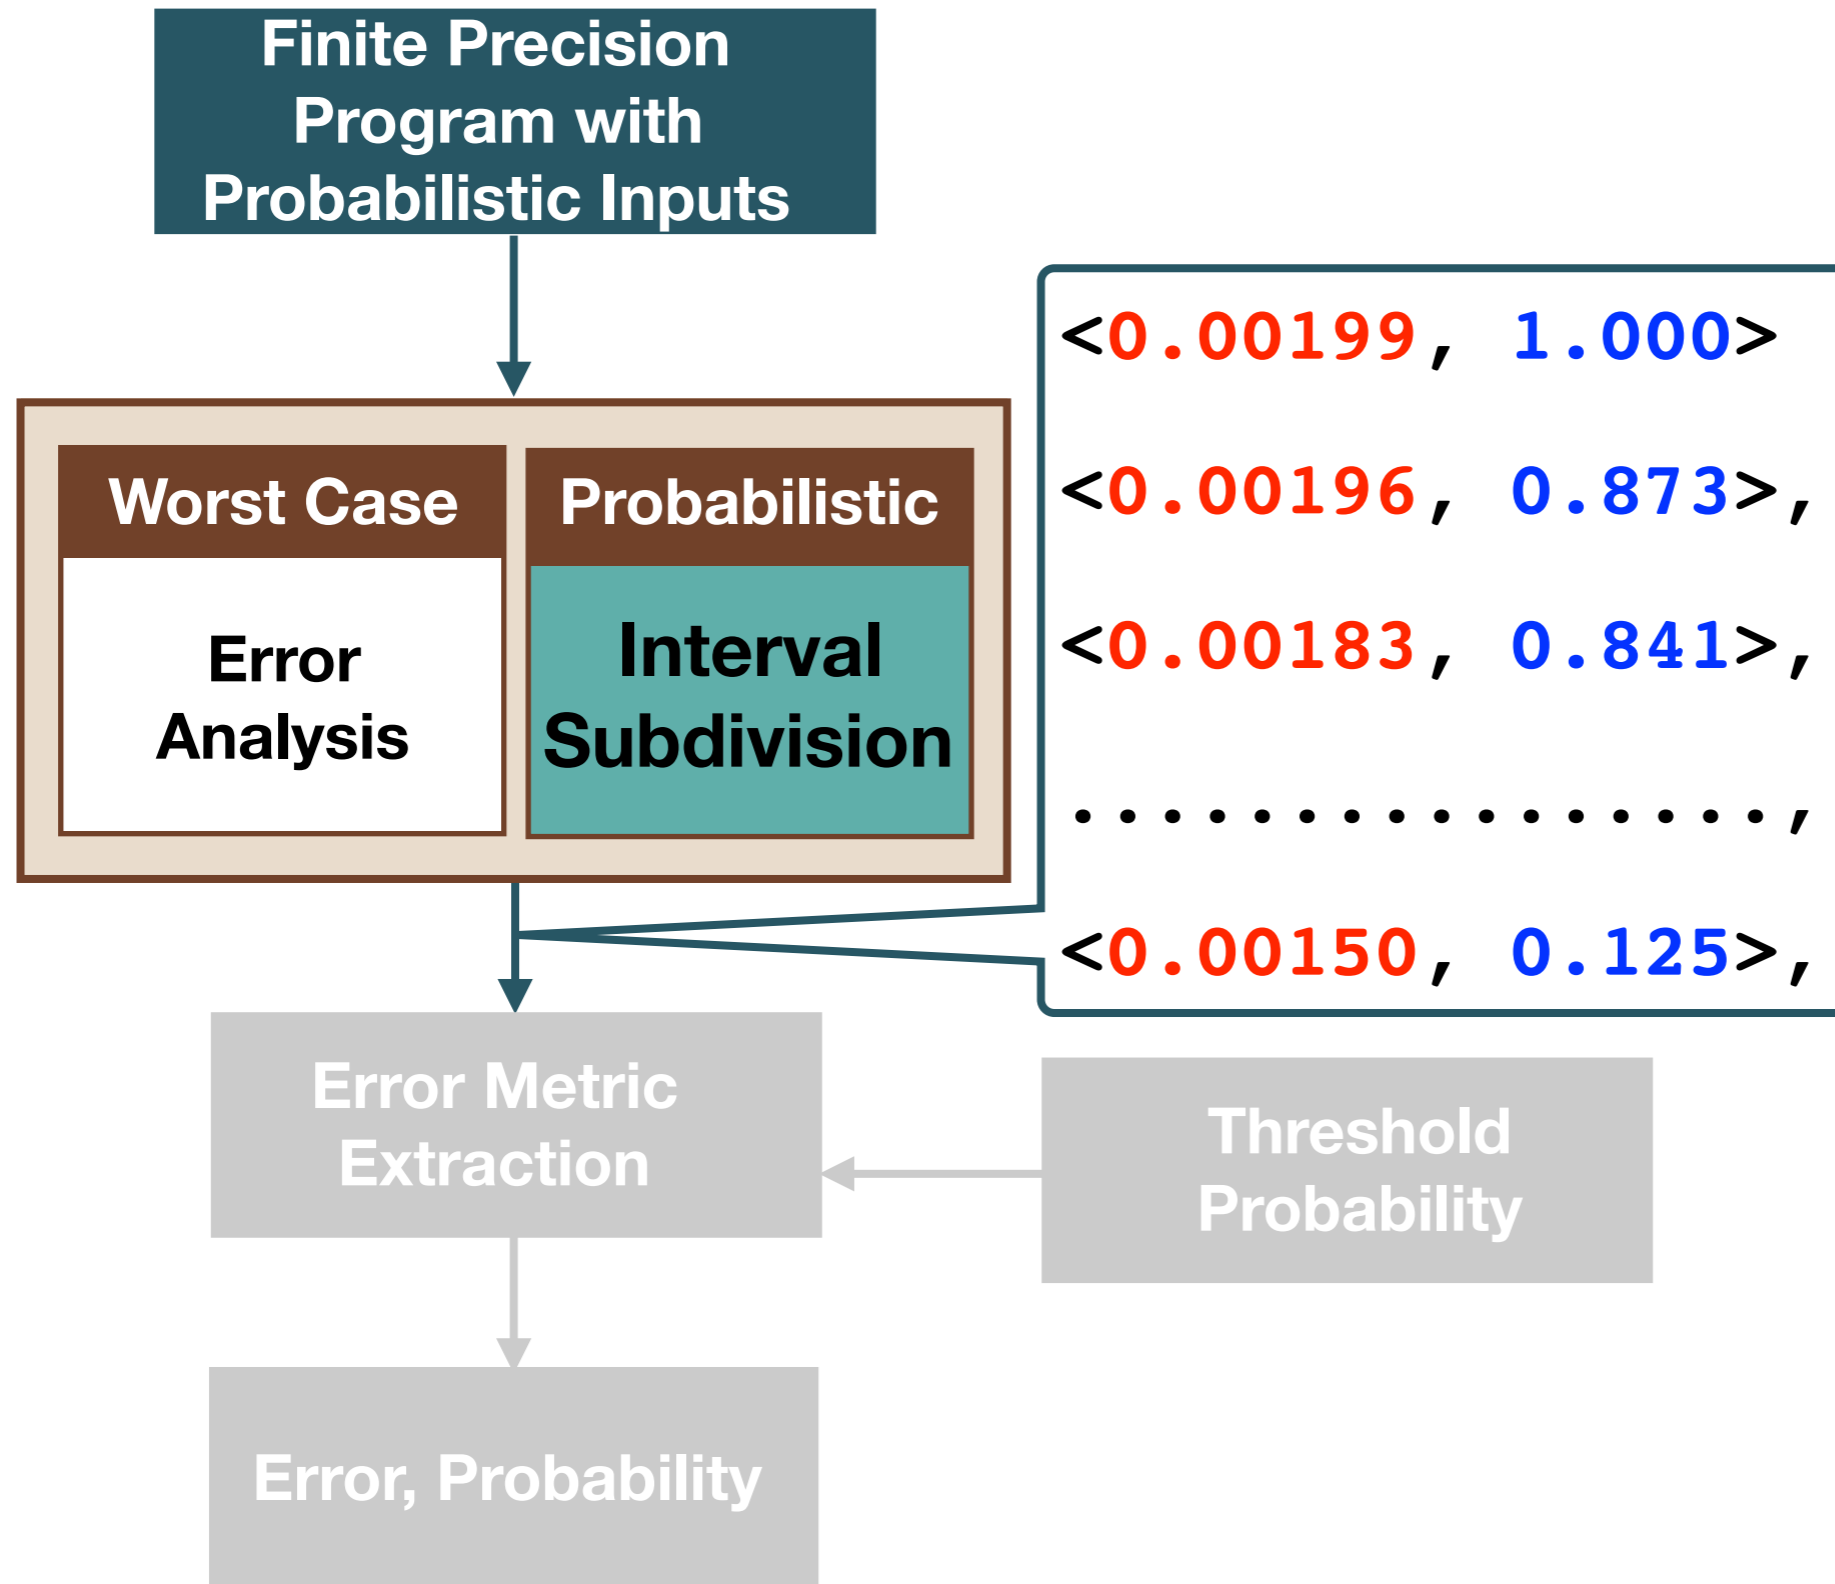 Finite Precision
Program with
Probabilistic Inputs
Worst Case
Error
Analysis
Probabilistic
Interval
Subdivision
<0.00199, 1.000>
<0.00196, 0.873>,
<0.00183, 0.841>,
................,
<0.00150, 0.125>,
Error Metric
Extraction
Threshold
Probability
Error, Probability